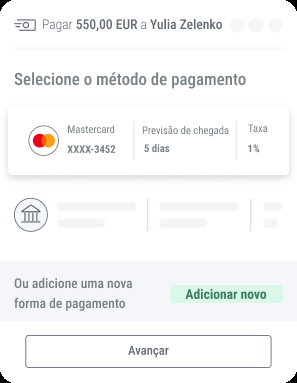 Pagar 550,00 EUR a Yulia Zelenko
Selecione o método de pagamento
Mastercard Previsão de chegada Taxa
XXXX-3452 5 dias 1%
Ou adicione uma nova
forma de pagamento
Adicionar novo
Avançar